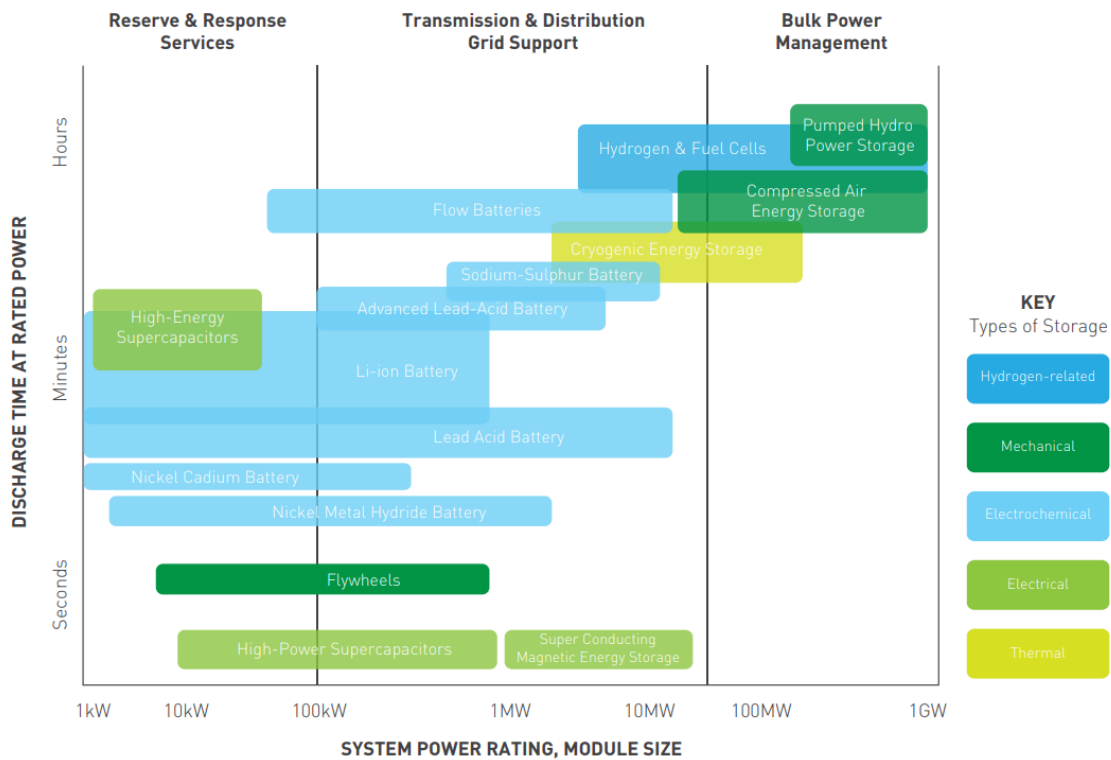 Reserve & Response
Services
Transmission & Distribution
Grid Support
Bulk Power
Management
DISCHARGE TIME AT RATED POWER
Hours
Minutes
Seconds
Pumped Hydro
Power Storage
Hydrogen & Fuel Cells
Compressed Air
Energy Storage
Flow Batteries
Cryogenic Energy Storage
Sodium-Sulphur Battery
Advanced Lead-Acid Battery
High-Energy
Supercapacitors
Li-ion Battery
Lead Acid Battery
Nickel Cadium Battery
Nickel Metal Hydride Battery
Flywheels
High-Power Supercapacitors
Super Conducting
Magnetic Energy Storage
1kW
10kW
100kW
1MW
10MW
100MW
1GW
SYSTEM POWER RATING, MODULE SIZE
KEY
Types of Storage
Hydrogen-related
Mechanical
Electrochemical
Electrical
Thermal